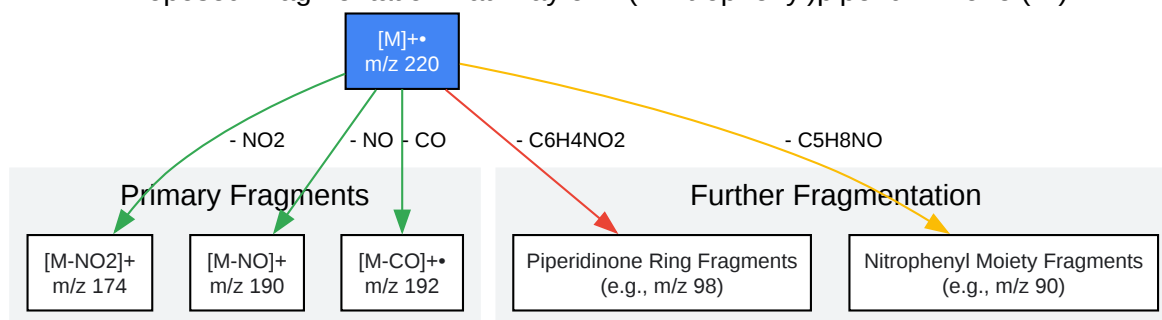 [M]+•
m/z 220
- NO2
- NO
- CO
- C6H4NO2
- C5H8NO
Primary Fragments
Further Fragmentation
[M-NO2]+
m/z 174
[M-NO]+
m/z 190
[M-CO]+•
m/z 192
Piperidinone Ring Fragments
(e.g., m/z 98)
Nitrophenyl Moiety Fragments
(e.g., m/z 90)